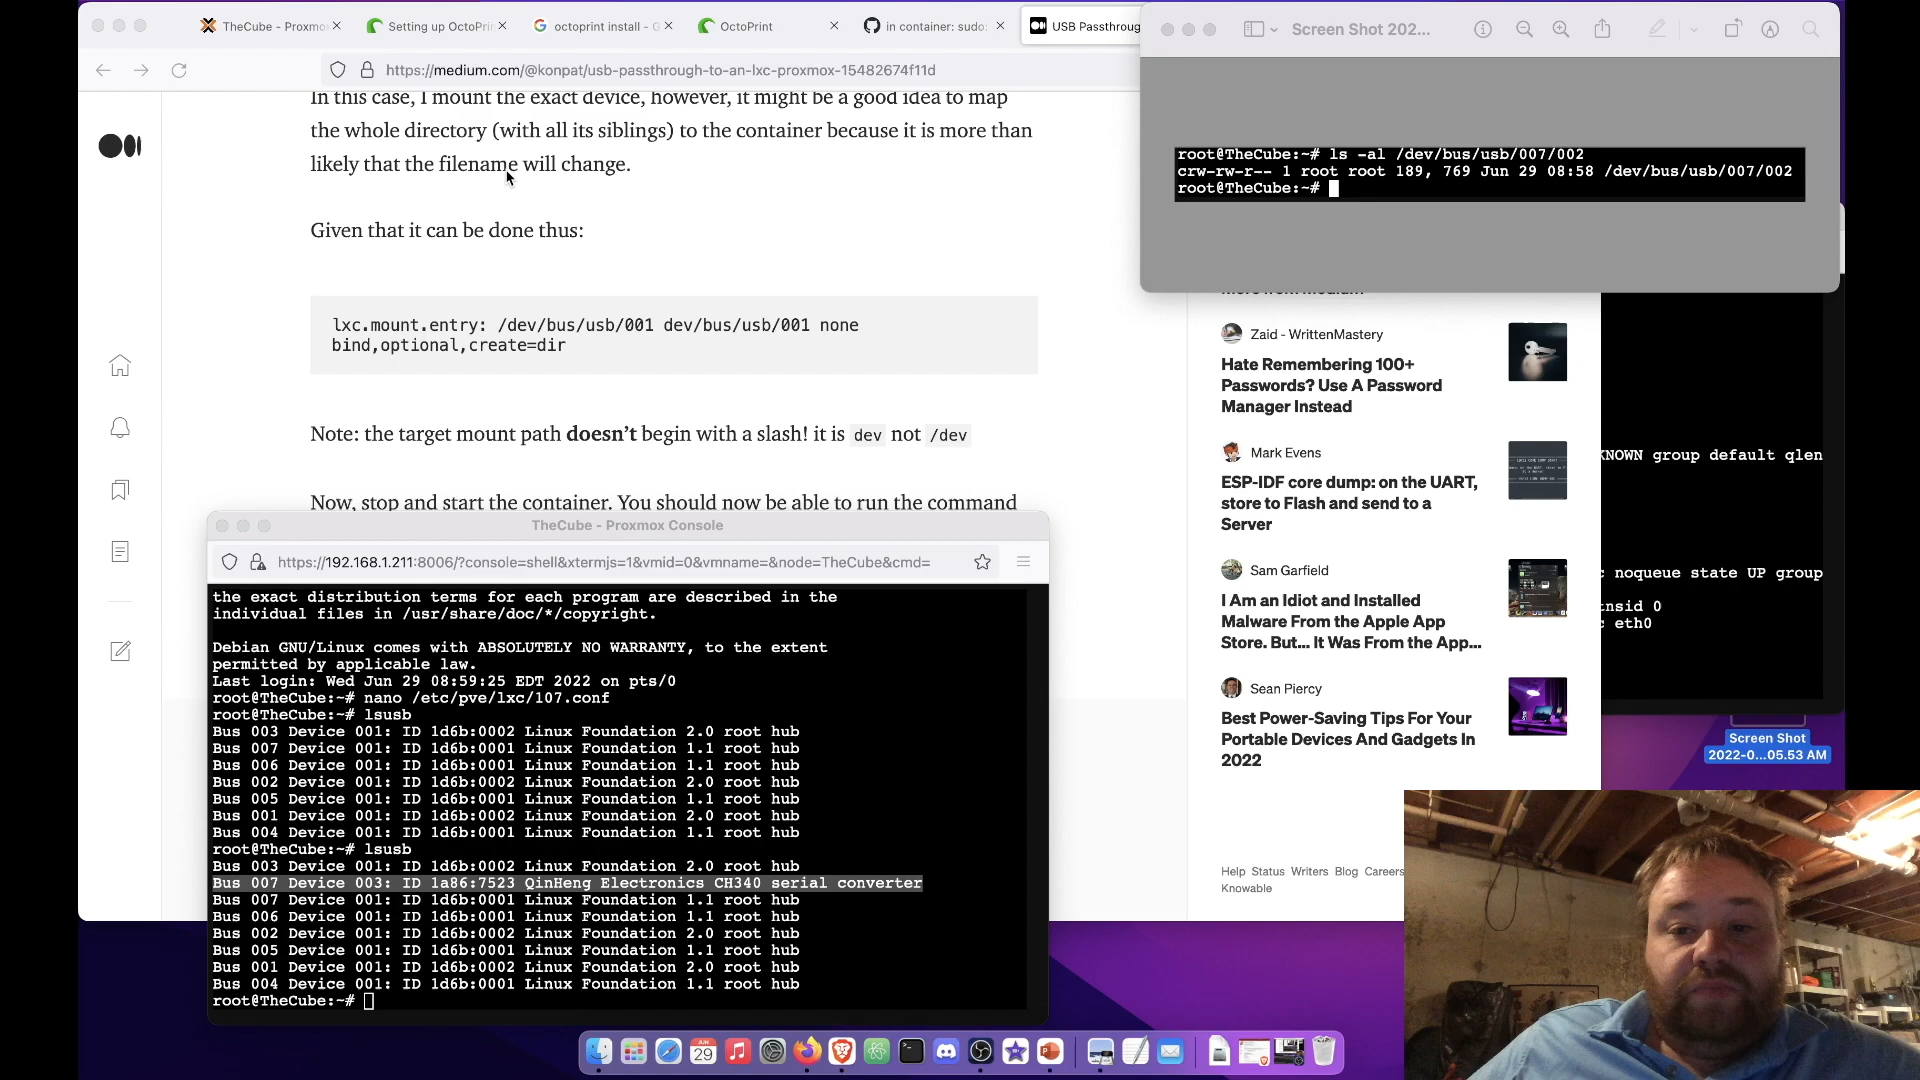 TheCube - Proxmo
Setting up OctoPri
octoprint install - G
OctoPrint
in container: sudo:
USB Passthroug
https://medium.com/@konpat/usb-passthrough-to-an-lxc-proxmox-15482674f11d
In this case, I mount the exact device, however, it might be a good idea to map
the whole directory (with all its siblings) to the container because it is more than
likely that the filename will change.
Given that it can be done thus:
lxc.mount.entry: /dev/bus/usb/001 dev/bus/usb/001 none
bind,optional,create=dir
Note: the target mount path doesn't begin with a slash! it is dev not /dev
Now, stop and start the container. You should now be able to run the command
Screen Shot 202...
root@TheCube:~# ls -al /dev/bus/usb/007/002
crw-rw-r-- 1 root root 189, 769 Jun 29 08:58 /dev/bus/usb/007/002
root@TheCube:~#
More from Medium
Zaid - WrittenMastery
Hate Remembering 100+
Passwords? Use A Password
Manager Instead
Mark Evens
ESP-IDF core dump: on the UART,
store to Flash and send to a
Server
Sam Garfield
I Am an Idiot and Installed
Malware From the Apple App
Store. But... It Was From the App...
Sean Piercy
Best Power-Saving Tips For Your
Portable Devices And Gadgets In
2022
Help Status Writers Blog Careers
Knowable
KNOWN group default qlen
c noqueue state UP group
tnsid 0
c eth0
Screen Shot
2022-0...05.53 AM
TheCube - Proxmox Console
https://192.168.1.211:8006/?console=shell&xtermjs=1&vmid=0&vmname=&node=TheCube&cmd=
the exact distribution terms for each program are described in the
individual files in /usr/share/doc/*/copyright.
Debian GNU/Linux comes with ABSOLUTELY NO WARRANTY, to the extent
permitted by applicable law.
Last login: Wed Jun 29 08:59:25 EDT 2022 on pts/0
root@TheCube:~# nano /etc/pve/lxc/107.conf
root@TheCube:~# lsusb
Bus 003 Device 001: ID 1d6b:0002 Linux Foundation 2.0 root hub
Bus 007 Device 001: ID 1d6b:0001 Linux Foundation 1.1 root hub
Bus 006 Device 001: ID 1d6b:0001 Linux Foundation 1.1 root hub
Bus 002 Device 001: ID 1d6b:0002 Linux Foundation 2.0 root hub
Bus 005 Device 001: ID 1d6b:0001 Linux Foundation 1.1 root hub
Bus 001 Device 001: ID 1d6b:0002 Linux Foundation 2.0 root hub
Bus 004 Device 001: ID 1d6b:0001 Linux Foundation 1.1 root hub
root@TheCube:~# lsusb
Bus 003 Device 001: ID 1d6b:0002 Linux Foundation 2.0 root hub
Bus 007 Device 003: ID 1a86:7523 QinHeng Electronics CH340 serial converter
Bus 007 Device 001: ID 1d6b:0001 Linux Foundation 1.1 root hub
Bus 006 Device 001: ID 1d6b:0001 Linux Foundation 1.1 root hub
Bus 002 Device 001: ID 1d6b:0002 Linux Foundation 2.0 root hub
Bus 005 Device 001: ID 1d6b:0001 Linux Foundation 1.1 root hub
Bus 001 Device 001: ID 1d6b:0002 Linux Foundation 2.0 root hub
Bus 004 Device 001: ID 1d6b:0001 Linux Foundation 1.1 root hub
root@TheCube:~#
JUN
29